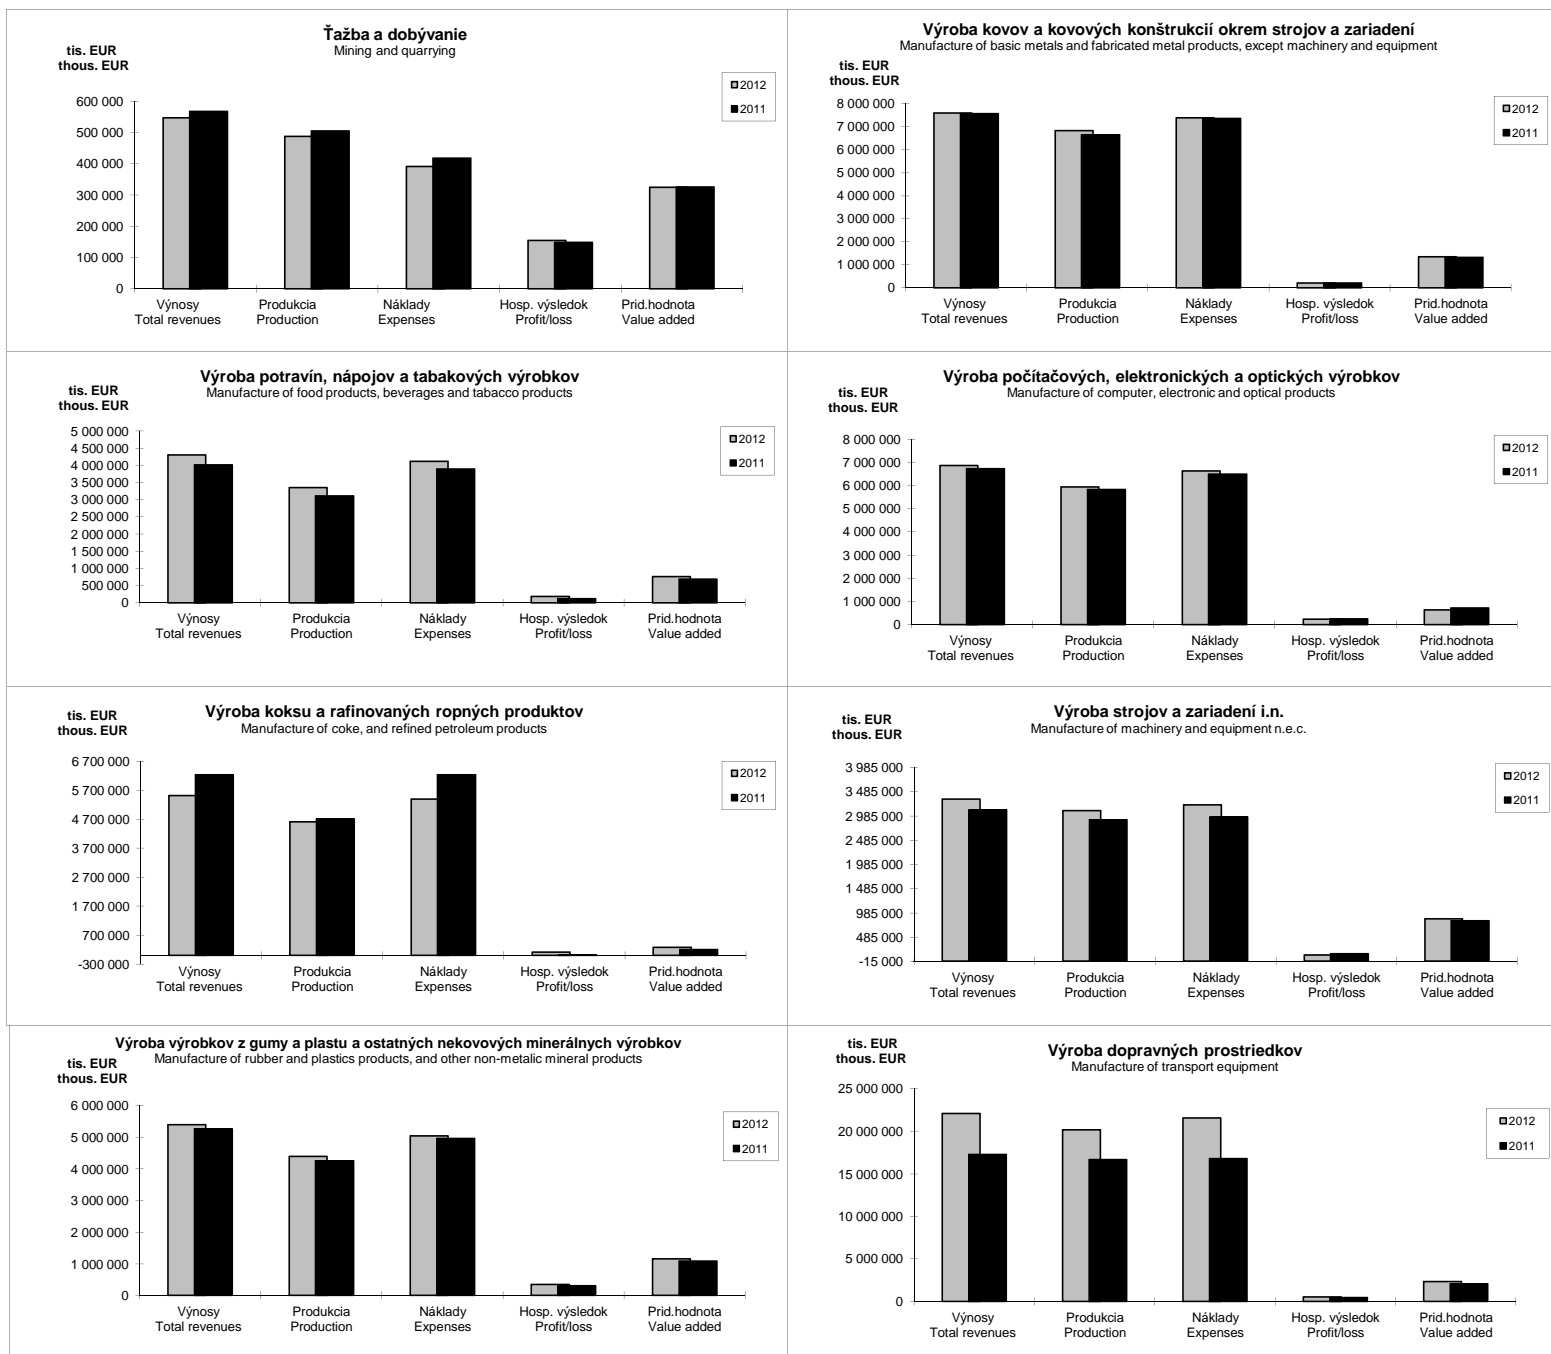 Ťažba a dobývanie
Mining and quarrying
tis. EUR
thous. EUR
2012
2011
600 000
500 000
400 000
300 000
200 000
100 000
0
Výnosy Produkcia Náklady Hosp. výsledok Prid.hodnota
Total revenues Production Expenses Profit/loss Value added
Výroba kovov a kovových konštrukcií okrem strojov a zariadení
Manufacture of basic metals and fabricated metal products, except machinery and equipment
tis. EUR
thous. EUR
2012
2011
8 000 000
7 000 000
6 000 000
5 000 000
4 000 000
3 000 000
2 000 000
1 000 000
0
Výnosy Produkcia Náklady Hosp. výsledok Prid.hodnota
Total revenues Production Expenses Profit/loss Value added
Výroba potravín, nápojov a tabakových výrobkov
Manufacture of food products, beverages and tabacco products
tis. EUR
thous. EUR
2012
2011
5 000 000
4 500 000
4 000 000
3 500 000
3 000 000
2 500 000
2 000 000
1 500 000
1 000 000
500 000
0
Výnosy Produkcia Náklady Hosp. výsledok Prid.hodnota
Total revenues Production Expenses Profit/loss Value added
Výroba počítačových, elektronických a optických výrobkov
Manufacture of computer, electronic and optical products
tis. EUR
thous. EUR
2012
2011
8 000 000
7 000 000
6 000 000
5 000 000
4 000 000
3 000 000
2 000 000
1 000 000
0
Výnosy Produkcia Náklady Hosp. výsledok Prid.hodnota
Total revenues Production Expenses Profit/loss Value added
Výroba koksu a rafinovaných ropných produktov
Manufacture of coke, and refined petroleum products
tis. EUR
thous. EUR
2012
2011
6 700 000
5 700 000
4 700 000
3 700 000
2 700 000
1 700 000
700 000
-300 000
Výnosy Produkcia Náklady Hosp. výsledok Prid.hodnota
Total revenues Production Expenses Profit/loss Value added
Výroba strojov a zariadení i.n.
Manufacture of machinery and equipment n.e.c.
tis. EUR
thous. EUR
2012
2011
3 985 000
3 485 000
2 985 000
2 485 000
1 985 000
1 485 000
985 000
485 000
-15 000
Výnosy Produkcia Náklady Hosp. výsledok Prid.hodnota
Total revenues Production Expenses Profit/loss Value added
Výroba výrobkov z gumy a plastu a ostatných nekovových minerálnych výrobkov
Manufacture of rubber and plastics products, and other non-metalic mineral products
tis. EUR
thous. EUR
2012
2011
6 000 000
5 000 000
4 000 000
3 000 000
2 000 000
1 000 000
0
Výnosy Produkcia Náklady Hosp. výsledok Prid.hodnota
Total revenues Production Expenses Profit/loss Value added
Výroba dopravných prostriedkov
Manufacture of transport equipment
tis. EUR
thous. EUR
2012
2011
25 000 000
20 000 000
15 000 000
10 000 000
5 000 000
0
Výnosy Produkcia Náklady Hosp. výsledok Prid.hodnota
Total revenues Production Expenses Profit/loss Value added